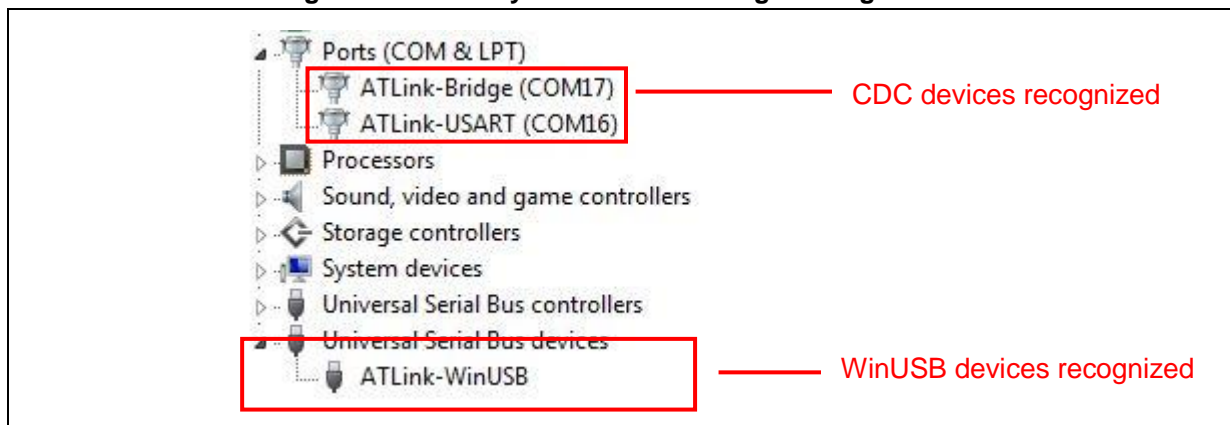 Ports (COM & LPT)
ATLink-Bridge (COM17)
CDC devices recognized
ATLink-USART (COM16)
Processors
Sound, video and game controllers
Storage controllers
System devices
Universal Serial Bus controllers
Universal Serial Bus devices
ATLink-WinUSB
WinUSB devices recognized